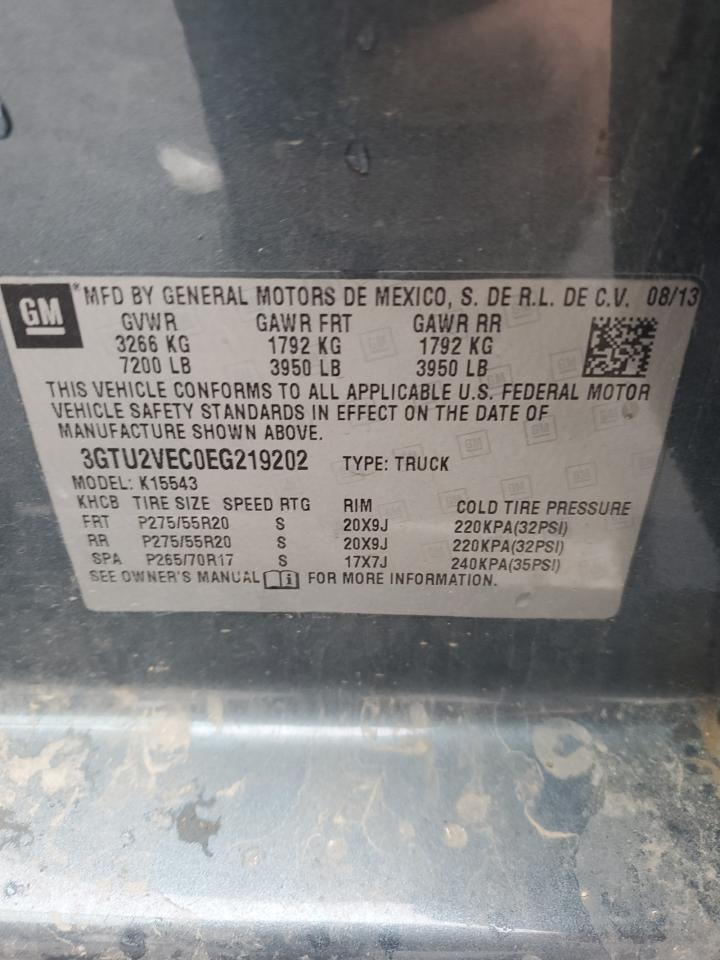 GM
MFD BY GENERAL MOTORS DE MEXICO, S. DE R.L. DE C.V. 08/13
GVWR GAWR FRT GAWR RR
3266 KG 1792 KG 1792 KG
7200 LB 3950 LB 3950 LB
THIS VEHICLE CONFORMS TO ALL APPLICABLE U.S. FEDERAL MOTOR
VEHICLE SAFETY STANDARDS IN EFFECT ON THE DATE OF
MANUFACTURE SHOWN ABOVE.
3GTU2VEC0EG219202 TYPE: TRUCK
MODEL: K15543
KHCB TIRE SIZE SPEED RTG RIM COLD TIRE PRESSURE
FRT P275/55R20 S 20X9J 220KPA(32PSI)
RR P275/55R20 S 20X9J 220KPA(32PSI)
SPA P265/70R17 S 17X7J 240KPA(35PSI)
SEE OWNER'S MANUAL FOR MORE INFORMATION.